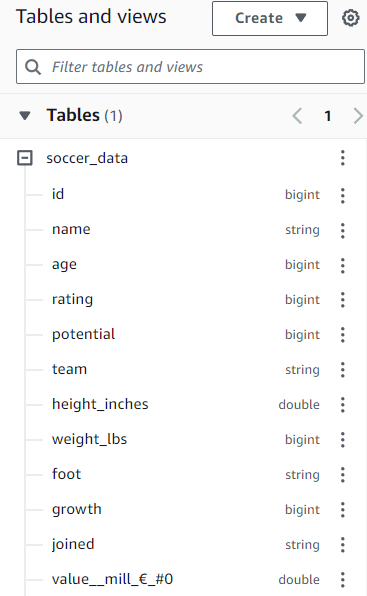 Tables and views Create
Filter tables and views
Tables (1) 1
soccer_data
id bigint
name string
age bigint
rating bigint
potential bigint
team string
height_inches double
weight_lbs bigint
foot string
growth bigint
joined string
value__mill_€_#0 double